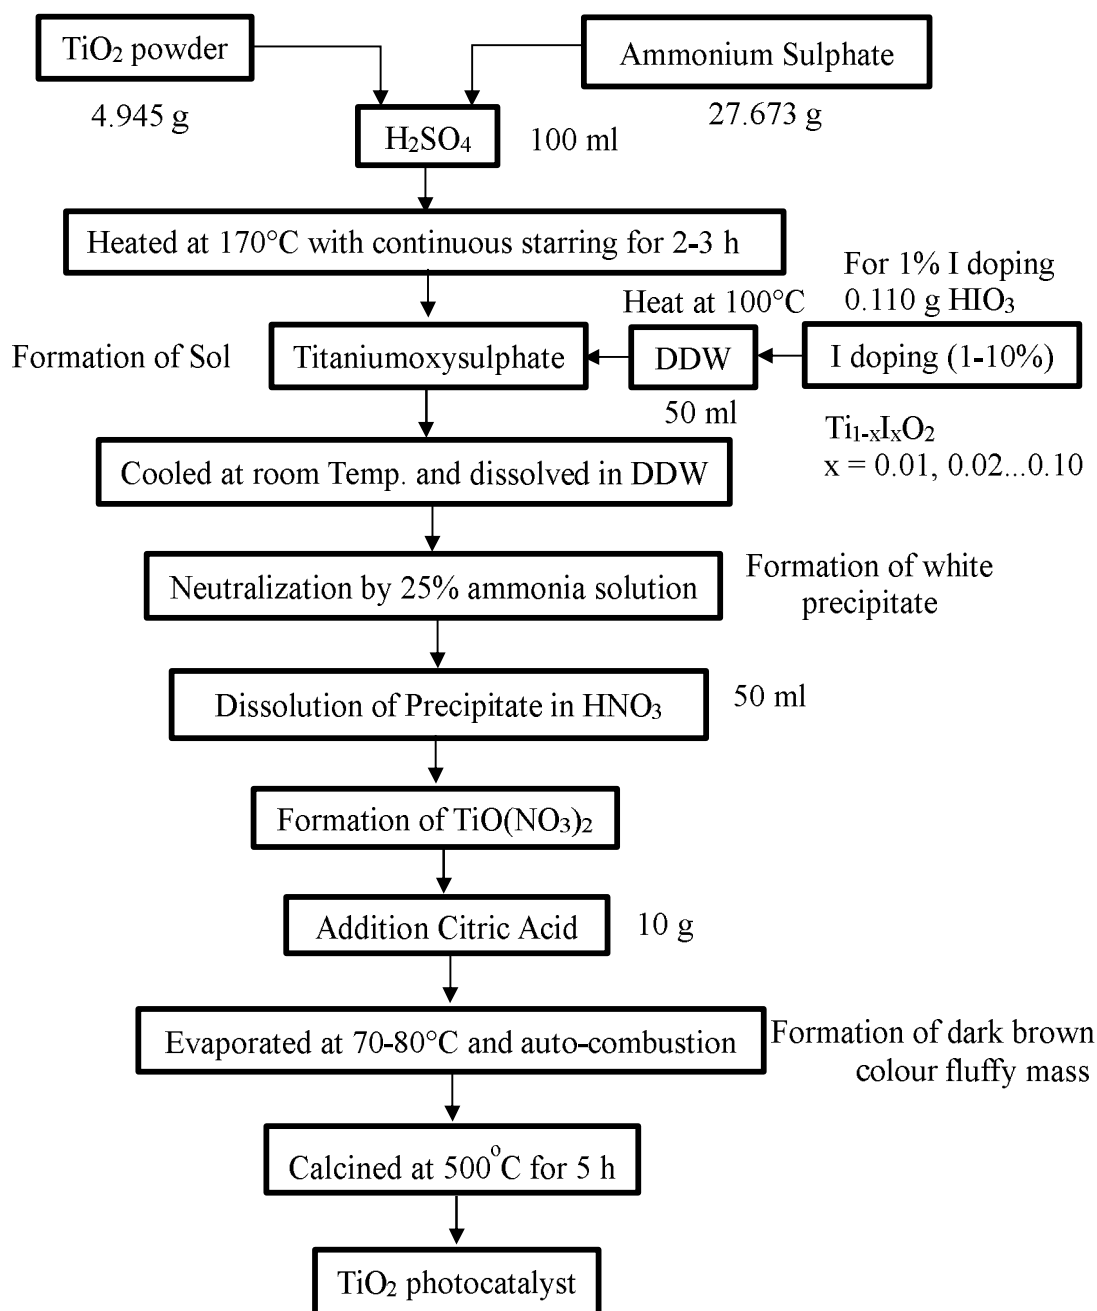 TiO₂ powder
Ammonium Sulphate
4.945 g
27.673 g
H₂SO₄
100 ml
Heated at 170°C with continuous starring for 2-3 h
For 1% I doping
0.110 g HIO₃
Heat at 100°C
Formation of Sol
Titaniumoxysulphate
DDW
I doping (1-10%)
50 ml
Ti₁₋ₓIₓO₂
x = 0.01, 0.02...0.10
Cooled at room Temp. and dissolved in DDW
Neutralization by 25% ammonia solution
Formation of white
precipitate
Dissolution of Precipitate in HNO₃
50 ml
Formation of TiO(NO₃)₂
Addition Citric Acid
10 g
Evaporated at 70-80°C and auto-combustion
Formation of dark brown
colour fluffy mass
Calcined at 500°C for 5 h
TiO₂ photocatalyst